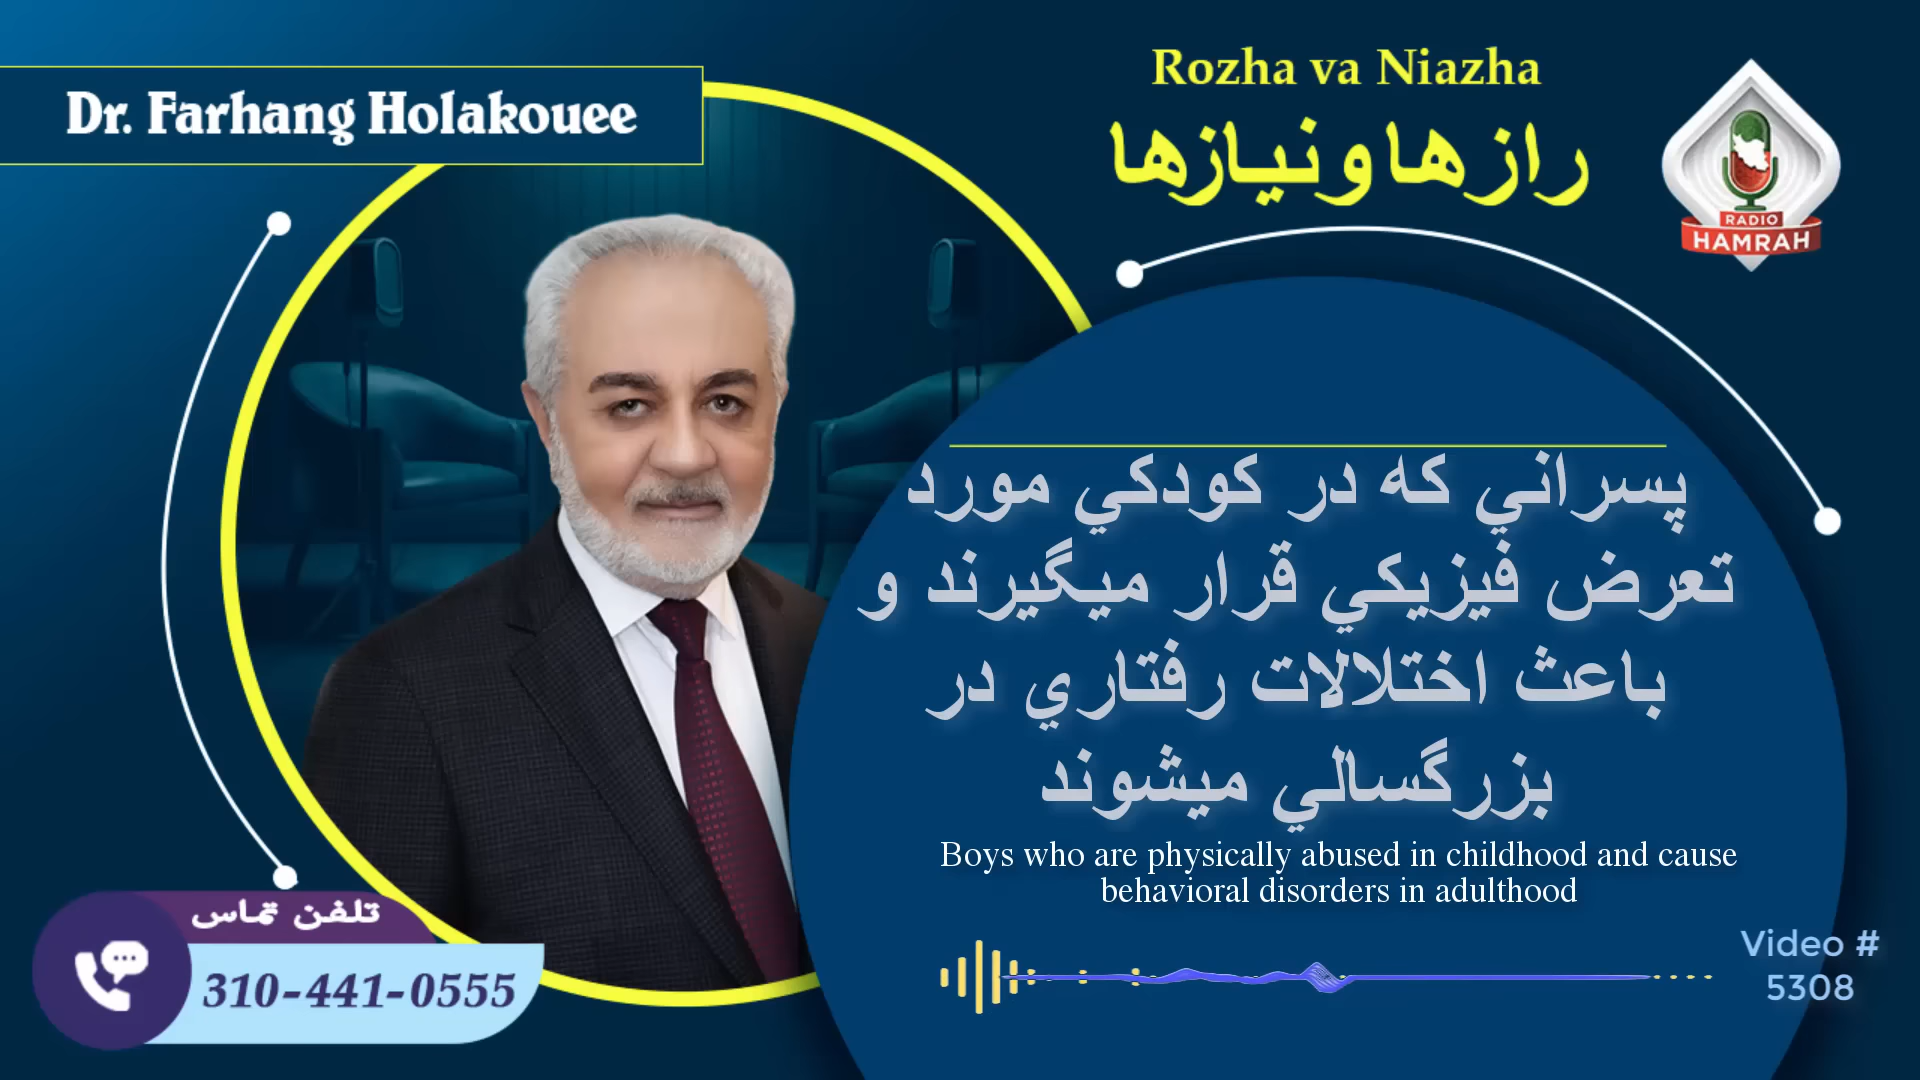 Dr. Farhang Holakouee
Rozha va Niazha
رازها و نیازها
RADIO
HAMRAH
پسراني که در کودکي مورد
تعرض فيزيکي قرار ميگيرند و
باعث اختلالات رفتاري در
بزرگسالي ميشوند
Boys who are physically abused in childhood and cause
behavioral disorders in adulthood
تلفن تماس
310-441-0555
Video #
5308